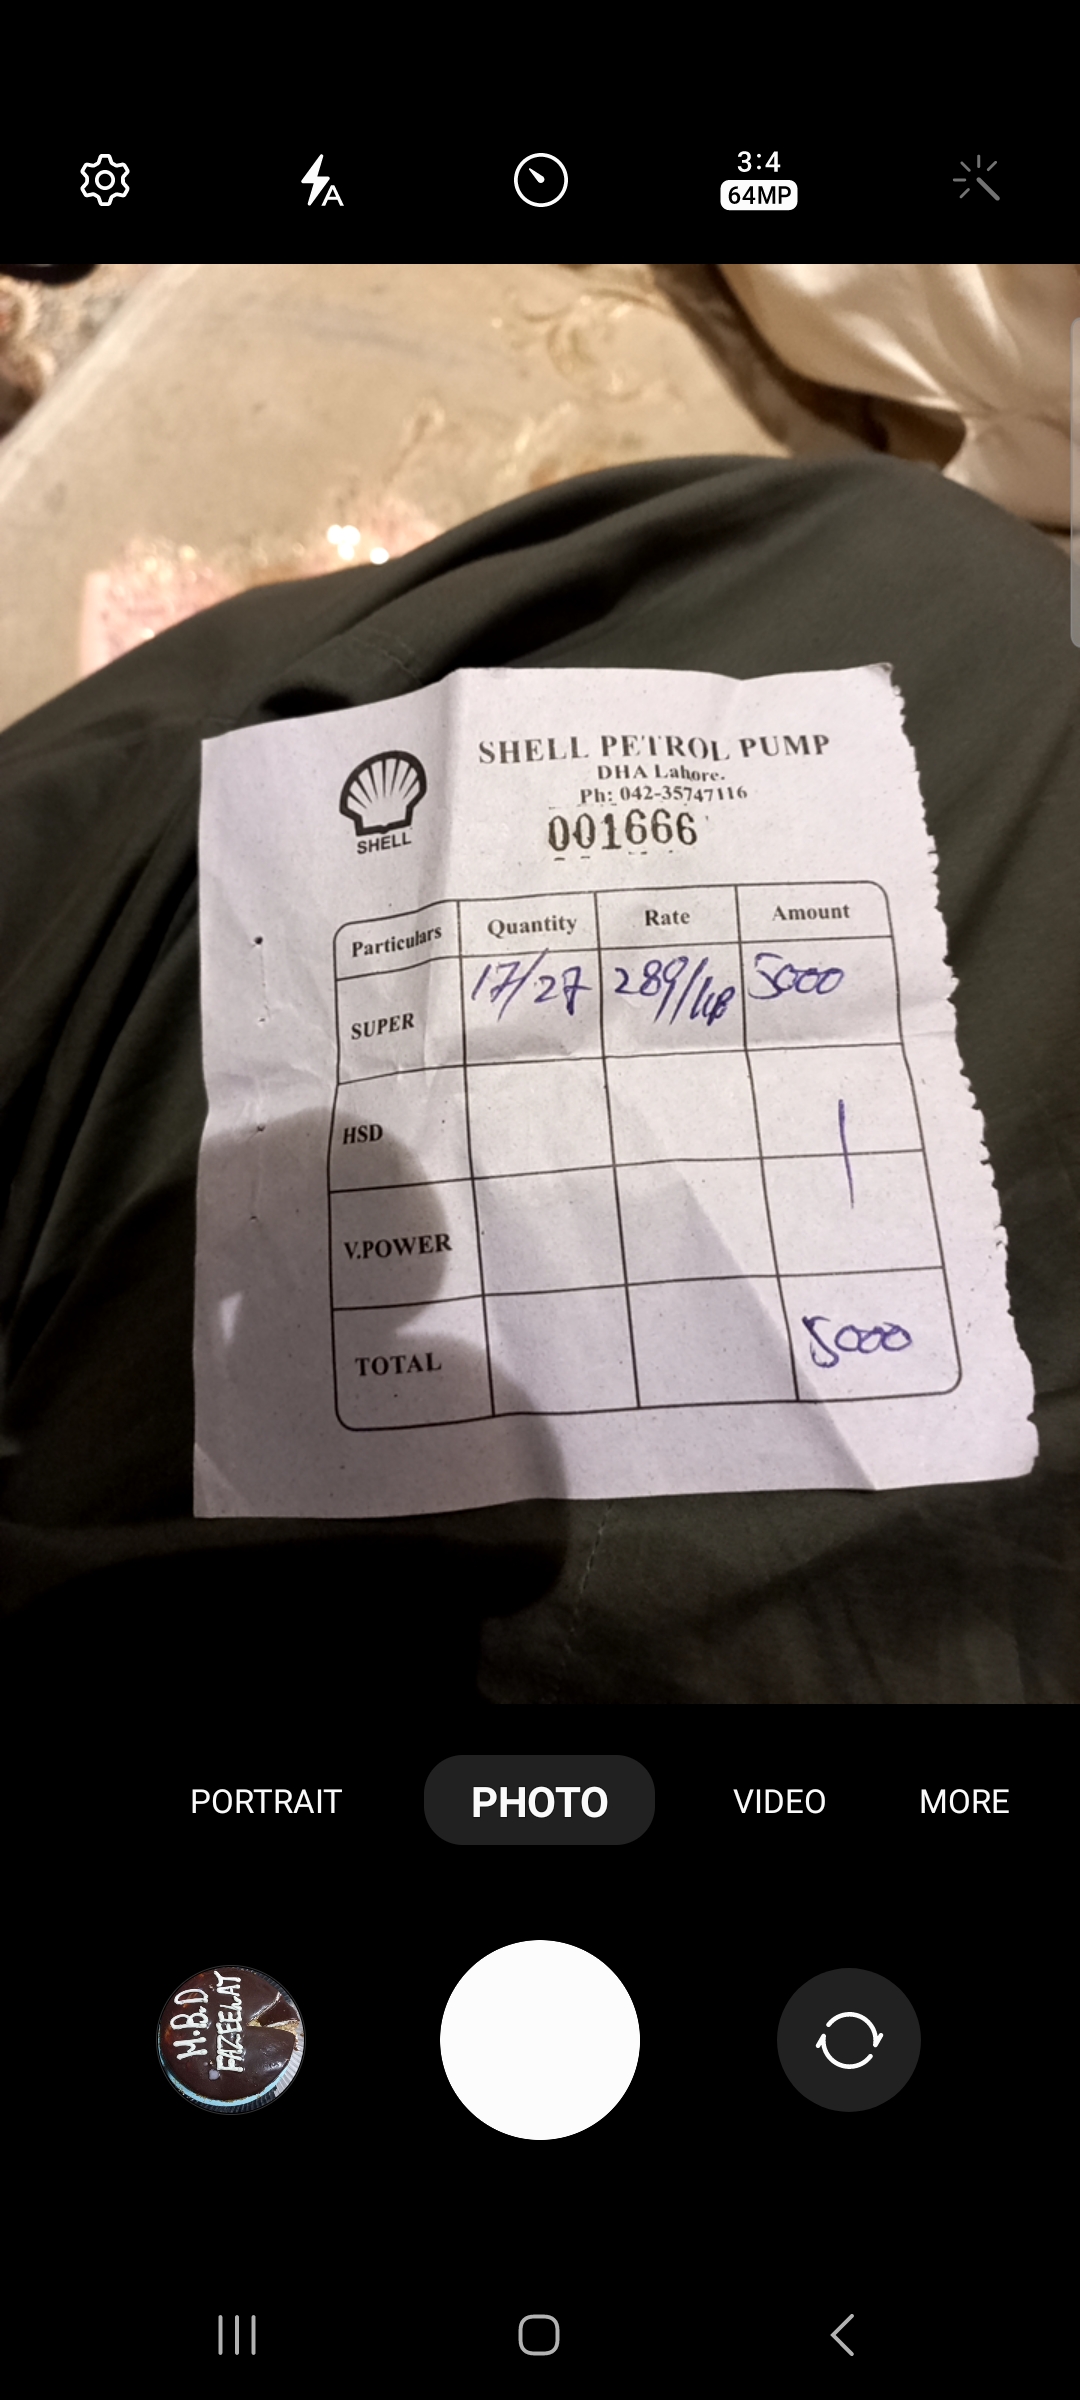 3:4
64MP
SHELL PETROL PUMP
DHA Lahore.
Ph: 042-35747116
001666
SHELL
Particulars Quantity Rate Amount
SUPER 17/27 289/ 5000
HSD
V.POWER
TOTAL 5000
PORTRAIT PHOTO VIDEO MORE
M.B.D
FAZEELAT